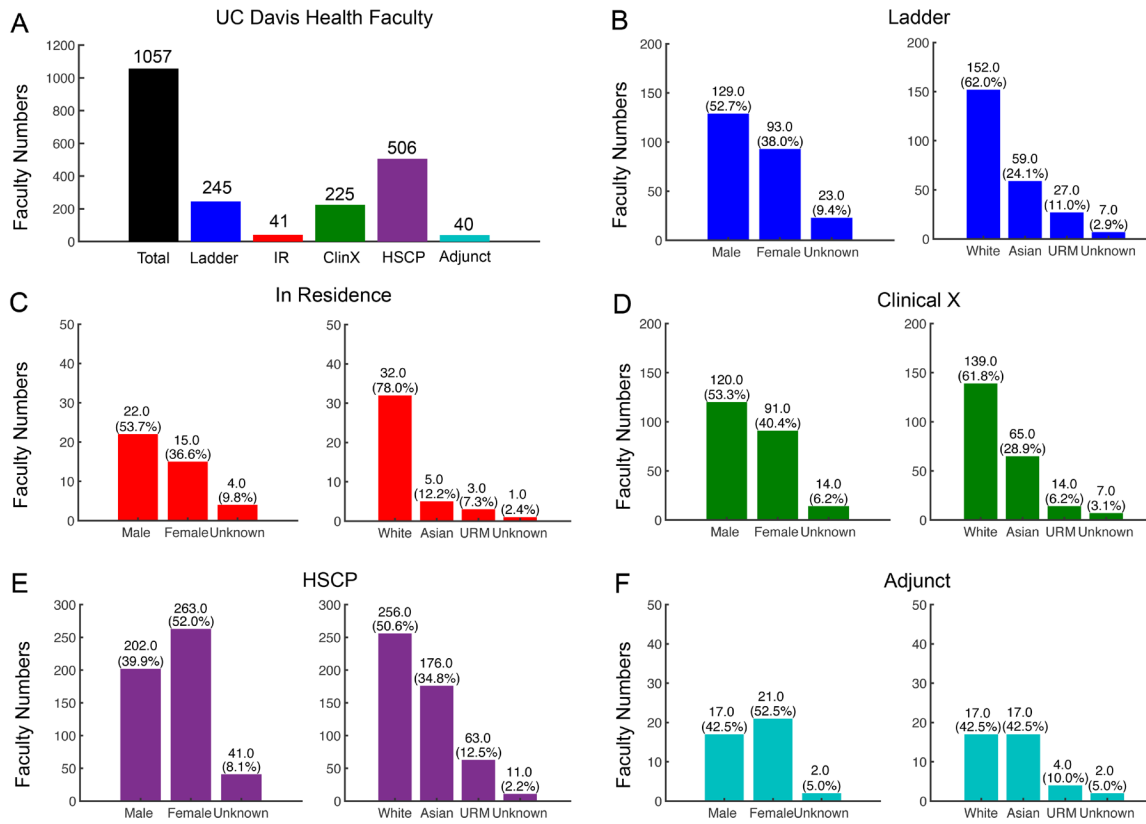 A
UC Davis Health Faculty
Faculty Numbers
1200
1000
800
600
400
200
0
1057
245
41
225
506
40
Total
Ladder
IR
ClinX
HSCP
Adjunct
B
Ladder
Faculty Numbers
200
150
100
50
0
129.0
(52.7%)
93.0
(38.0%)
23.0
(9.4%)
Male
Female
Unknown
200
150
100
50
0
152.0
(62.0%)
59.0
(24.1%)
27.0
(11.0%)
7.0
(2.9%)
White
Asian
URM
Unknown
C
In Residence
Faculty Numbers
50
40
30
20
10
0
22.0
(53.7%)
15.0
(36.6%)
4.0
(9.8%)
Male
Female
Unknown
50
40
30
20
10
0
32.0
(78.0%)
5.0
(12.2%)
3.0
(7.3%)
1.0
(2.4%)
White
Asian
URM
Unknown
D
Clinical X
Faculty Numbers
200
150
100
50
0
120.0
(53.3%)
91.0
(40.4%)
14.0
(6.2%)
Male
Female
Unknown
200
150
100
50
0
139.0
(61.8%)
65.0
(28.9%)
14.0
(6.2%)
7.0
(3.1%)
White
Asian
URM
Unknown
E
HSCP
Faculty Numbers
300
250
200
150
100
50
0
202.0
(39.9%)
263.0
(52.0%)
41.0
(8.1%)
Male
Female
Unknown
300
250
200
150
100
50
0
256.0
(50.6%)
176.0
(34.8%)
63.0
(12.5%)
11.0
(2.2%)
White
Asian
URM
Unknown
F
Adjunct
Faculty Numbers
50
40
30
20
10
0
17.0
(42.5%)
21.0
(52.5%)
2.0
(5.0%)
Male
Female
Unknown
50
40
30
20
10
0
17.0
(42.5%)
17.0
(42.5%)
4.0
(10.0%)
2.0
(5.0%)
White
Asian
URM
Unknown